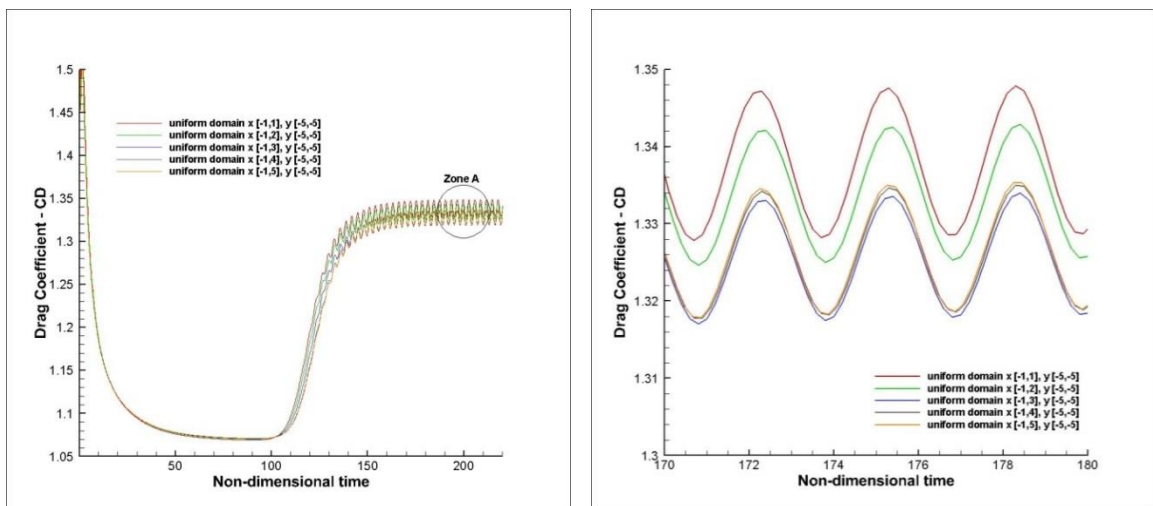 1.5
1.45
1.4
1.35
1.3
1.25
1.2
1.15
1.1
1.05
Drag Coefficient - CD
uniform domain x [-1,1], y [-5,-5]
uniform domain x [-1,2], y [-5,-5]
uniform domain x [-1,3], y [-5,-5]
uniform domain x [-1,4], y [-5,-5]
uniform domain x [-1,5], y [-5,-5]
Zone A
50
100
150
200
Non-dimensional time
1.35
1.34
1.33
1.32
1.31
1.3
Drag Coefficient - CD
uniform domain x [-1,1], y [-5,-5]
uniform domain x [-1,2], y [-5,-5]
uniform domain x [-1,3], y [-5,-5]
uniform domain x [-1,4], y [-5,-5]
uniform domain x [-1,5], y [-5,-5]
170
172
174
176
178
180
Non-dimensional time